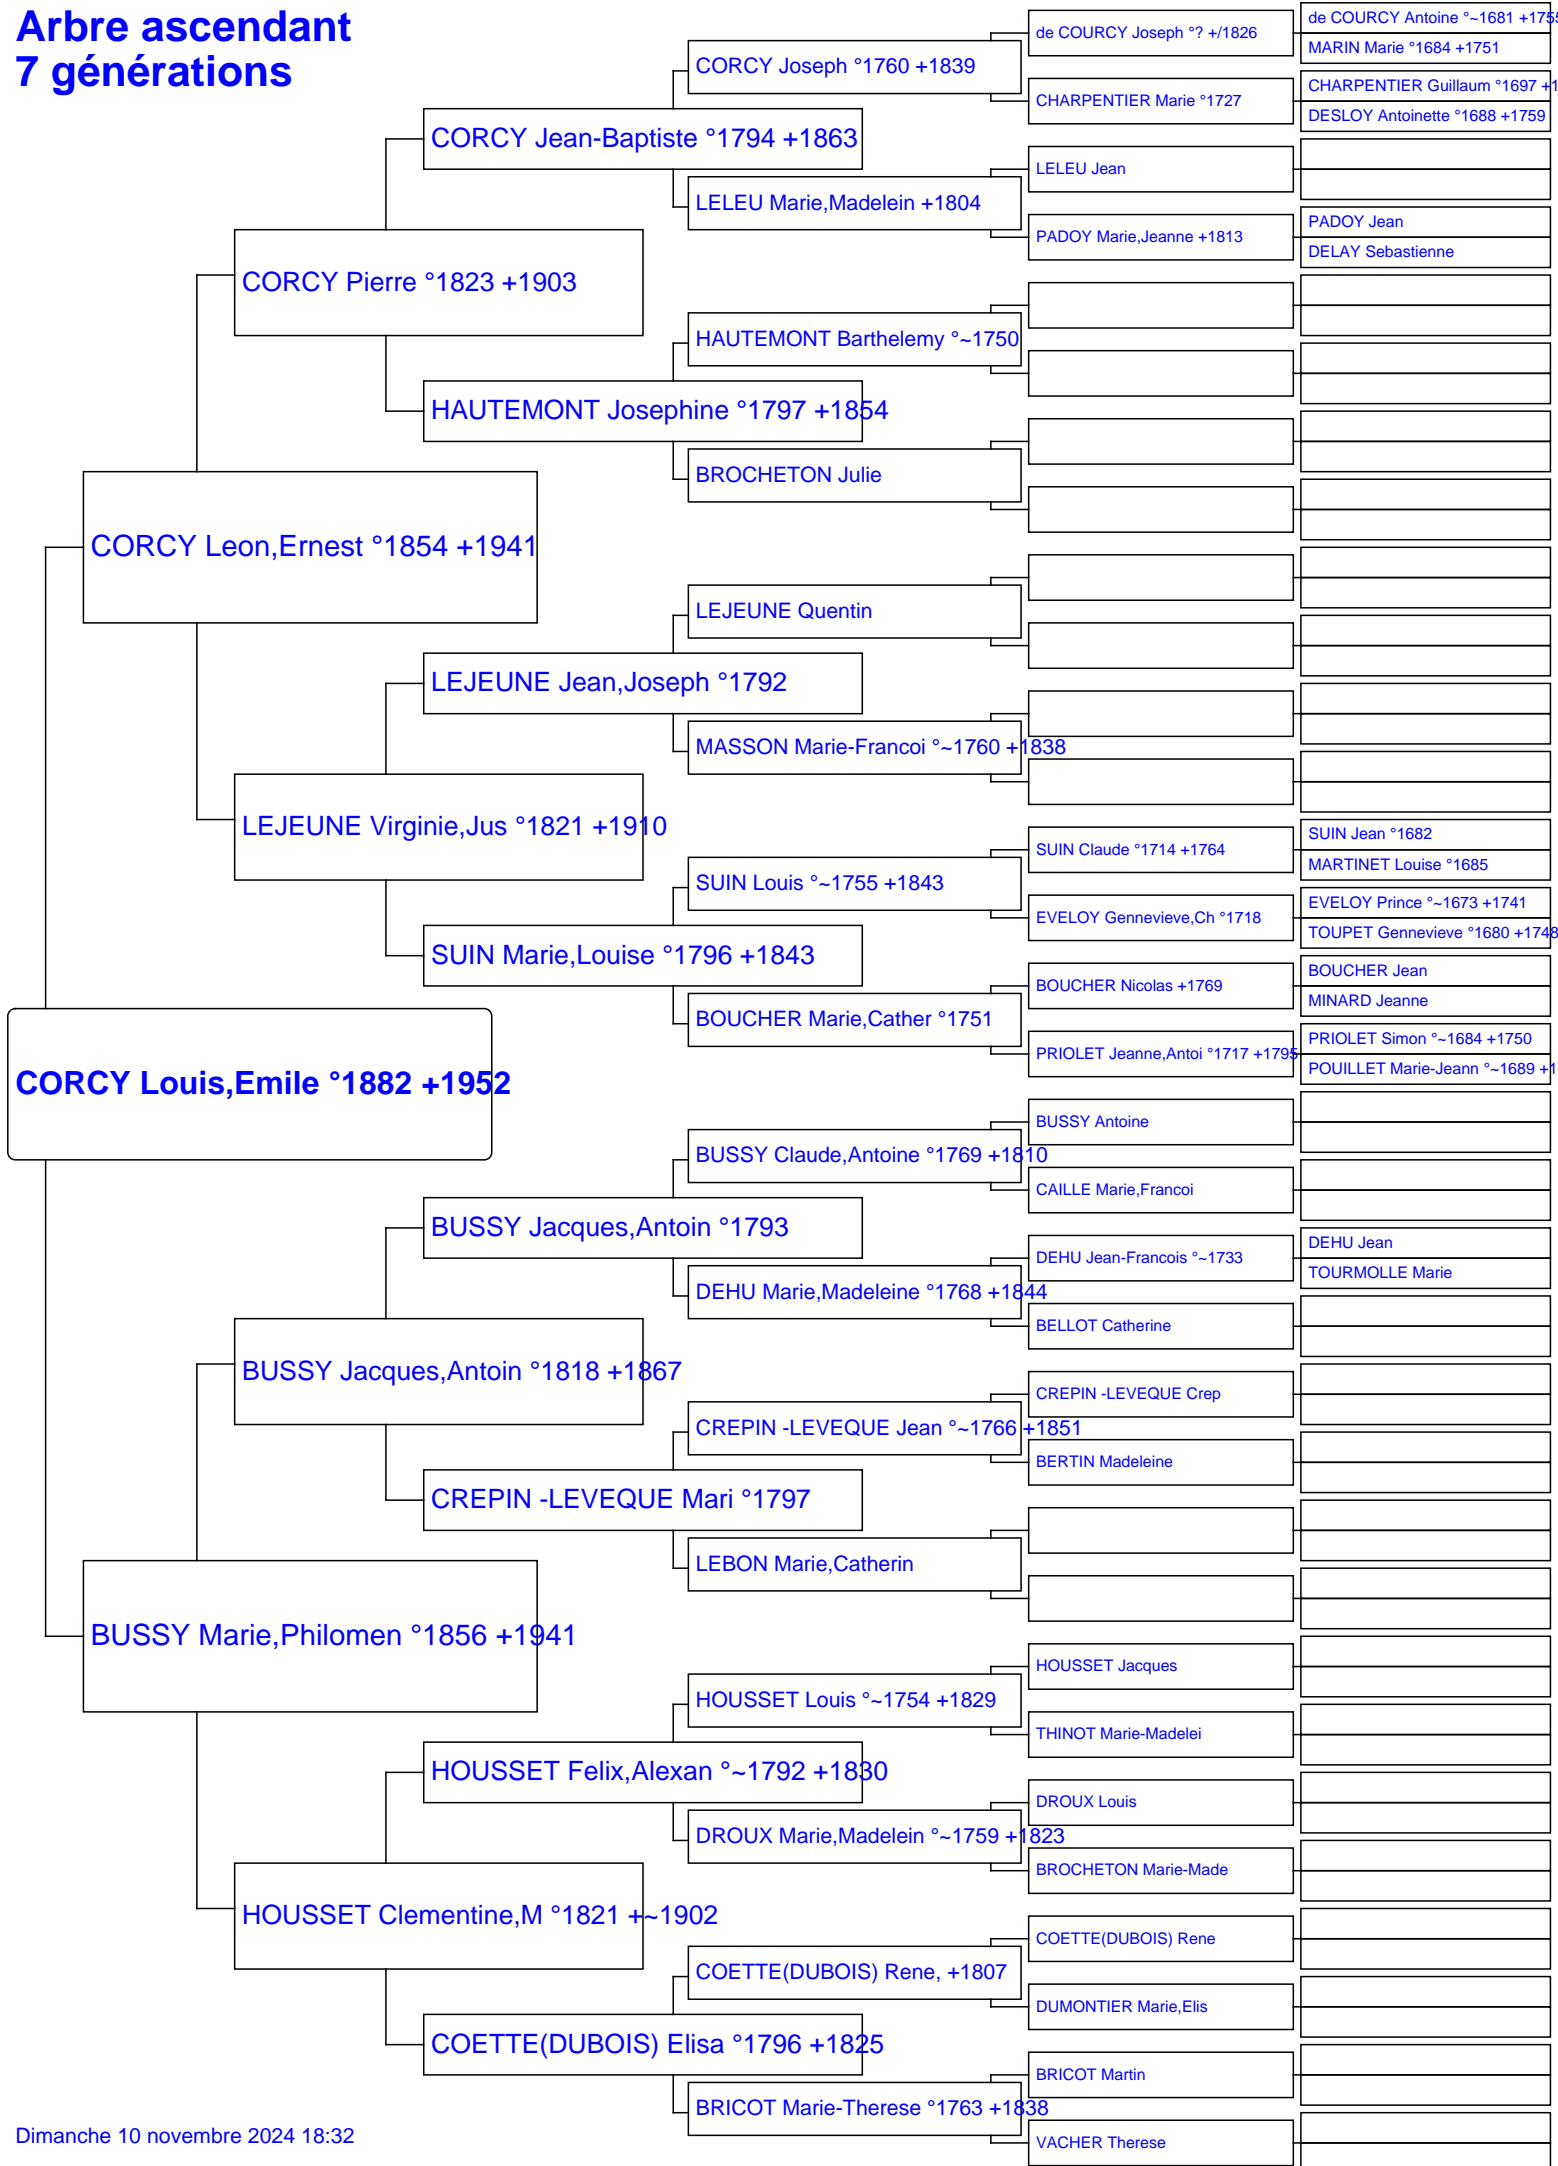 Arbre ascendant
7 générations
CORCY Louis,Emile °1882 +1952
CORCY Leon,Ernest °1854 +1941
BUSSY Marie,Philomen °1856 +1941
CORCY Pierre °1823 +1903
LEJEUNE Virginie,Jus °1821 +1910
BUSSY Jacques,Antoin °1818 +1867
HOUSSET Clementine,M °1821 +~1902
CORCY Jean-Baptiste °1794 +1863
HAUTEMONT Josephine °1797 +1854
LEJEUNE Jean,Joseph °1792
SUIN Marie,Louise °1796 +1843
BUSSY Jacques,Antoin °1793
CREPIN -LEVEQUE Mari °1797
HOUSSET Felix,Alexan °~1792 +1830
COETTE(DUBOIS) Elisa °1796 +1825
CORCY Joseph °1760 +1839
LELEU Marie,Madelein +1804
HAUTEMONT Barthelemy °~1750
BROCHETON Julie
LEJEUNE Quentin
MASSON Marie-Francoi °~1760 +1838
SUIN Louis °~1755 +1843
BOUCHER Marie,Cather °1751
BUSSY Claude,Antoine °1769 +1810
DEHU Marie,Madeleine °1768 +1844
CREPIN -LEVEQUE Jean °~1766 +1851
LEBON Marie,Catherin
HOUSSET Louis °~1754 +1829
DROUX Marie,Madelein °~1759 +1823
COETTE(DUBOIS) Rene, +1807
BRICOT Marie-Therese °1763 +1838
de COURCY Joseph °? +/1826
CHARPENTIER Marie °1727
LELEU Jean
PADOY Marie,Jeanne +1813
SUIN Claude °1714 +1764
EVELOY Gennevieve,Ch °1718
BOUCHER Nicolas +1769
PRIOLET Jeanne,Antoi °1717 +1795
BUSSY Antoine
CAILLE Marie,Francoi
DEHU Jean-Francois °~1733
BELLOT Catherine
CREPIN -LEVEQUE Crep
BERTIN Madeleine
HOUSSET Jacques
THINOT Marie-Madelei
DROUX Louis
BROCHETON Marie-Made
COETTE(DUBOIS) Rene
DUMONTIER Marie,Elis
BRICOT Martin
VACHER Therese
de COURCY Antoine °~1681 +1755
MARIN Marie °1684 +1751
CHARPENTIER Guillaum °1697 +1
DESLOY Antoinette °1688 +1759
PADOY Jean
DELAY Sebastienne
SUIN Jean °1682
MARTINET Louise °1685
EVELOY Prince °~1673 +1741
TOUPET Gennevieve °1680 +1748
BOUCHER Jean
MINARD Jeanne
PRIOLET Simon °~1684 +1750
POUILLET Marie-Jeann °~1689 +1
DEHU Jean
TOURMOLLE Marie
Dimanche 10 novembre 2024 18:32